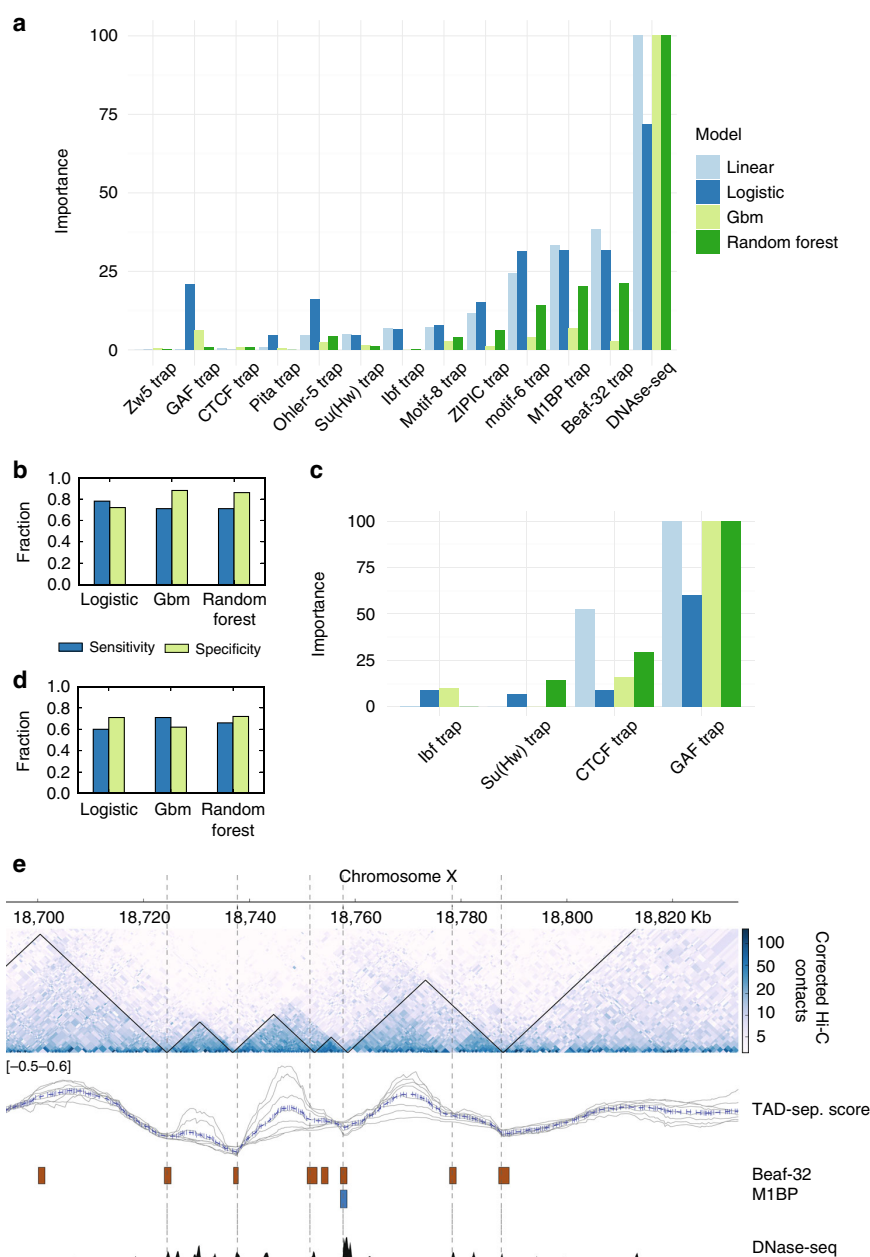 a
100
75
50
25
0
Importance
Zw5 trap
GAF trap
CTCF trap
Pita trap
Ohler-5 trap
Su(Hw) trap
Ibf trap
Motif-8 trap
ZIPIC trap
motif-6 trap
M1BP trap
Beaf-32 trap
DNAse-seq
Model
Linear
Logistic
Gbm
Random forest
b
1.0
0.8
0.6
0.4
0.2
0.0
Fraction
Logistic
Gbm
Random
forest
Sensitivity
Specificity
c
100
75
50
25
0
Importance
Ibf trap
Su(Hw) trap
CTCF trap
GAF trap
d
1.0
0.8
0.6
0.4
0.2
0.0
Fraction
Logistic
Gbm
Random
forest
e
Chromosome X
18,700 18,720 18,740 18,760 18,780 18,800 18,820 Kb
100
50
20
10
5
Corrected Hi-C
contacts
[–0.5–0.6]
TAD-sep. score
Beaf-32
M1BP
DNase-seq